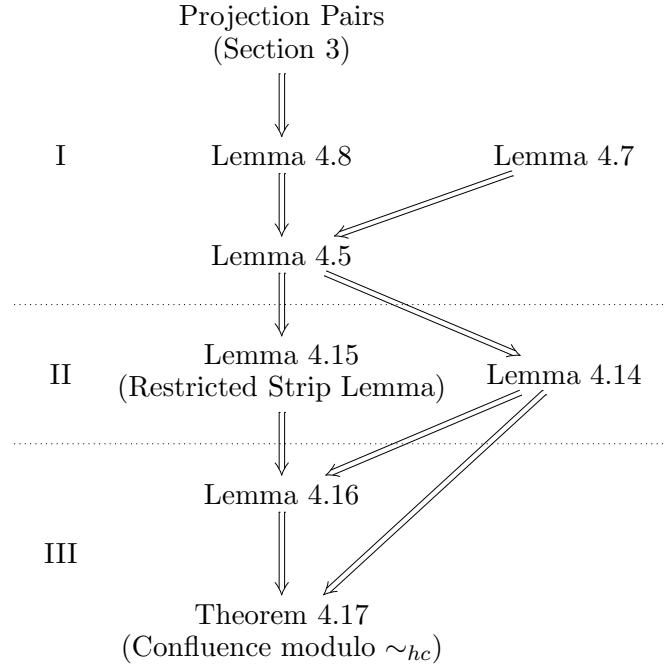 Projection Pairs
(Section 3)
I
Lemma 4.8
Lemma 4.7
Lemma 4.5
Lemma 4.15
(Restricted Strip Lemma)
II
Lemma 4.14
Lemma 4.16
III
Theorem 4.17
(Confluence modulo ∼hc)